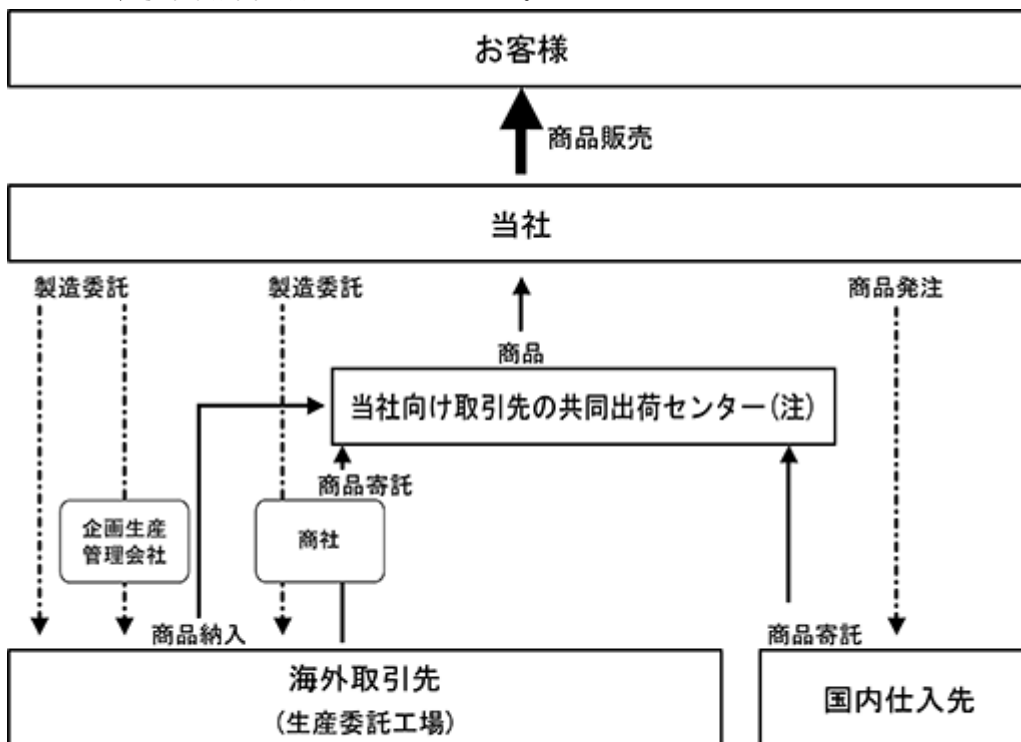 お客様
商品販売
当社
製造委託
製造委託
商品発注
商品
当社向け取引先の共同出荷センター(注)
商品寄託
企画生産
管理会社
商社
商品納入
商品寄託
海外取引先
(生産委託工場)
国内仕入先